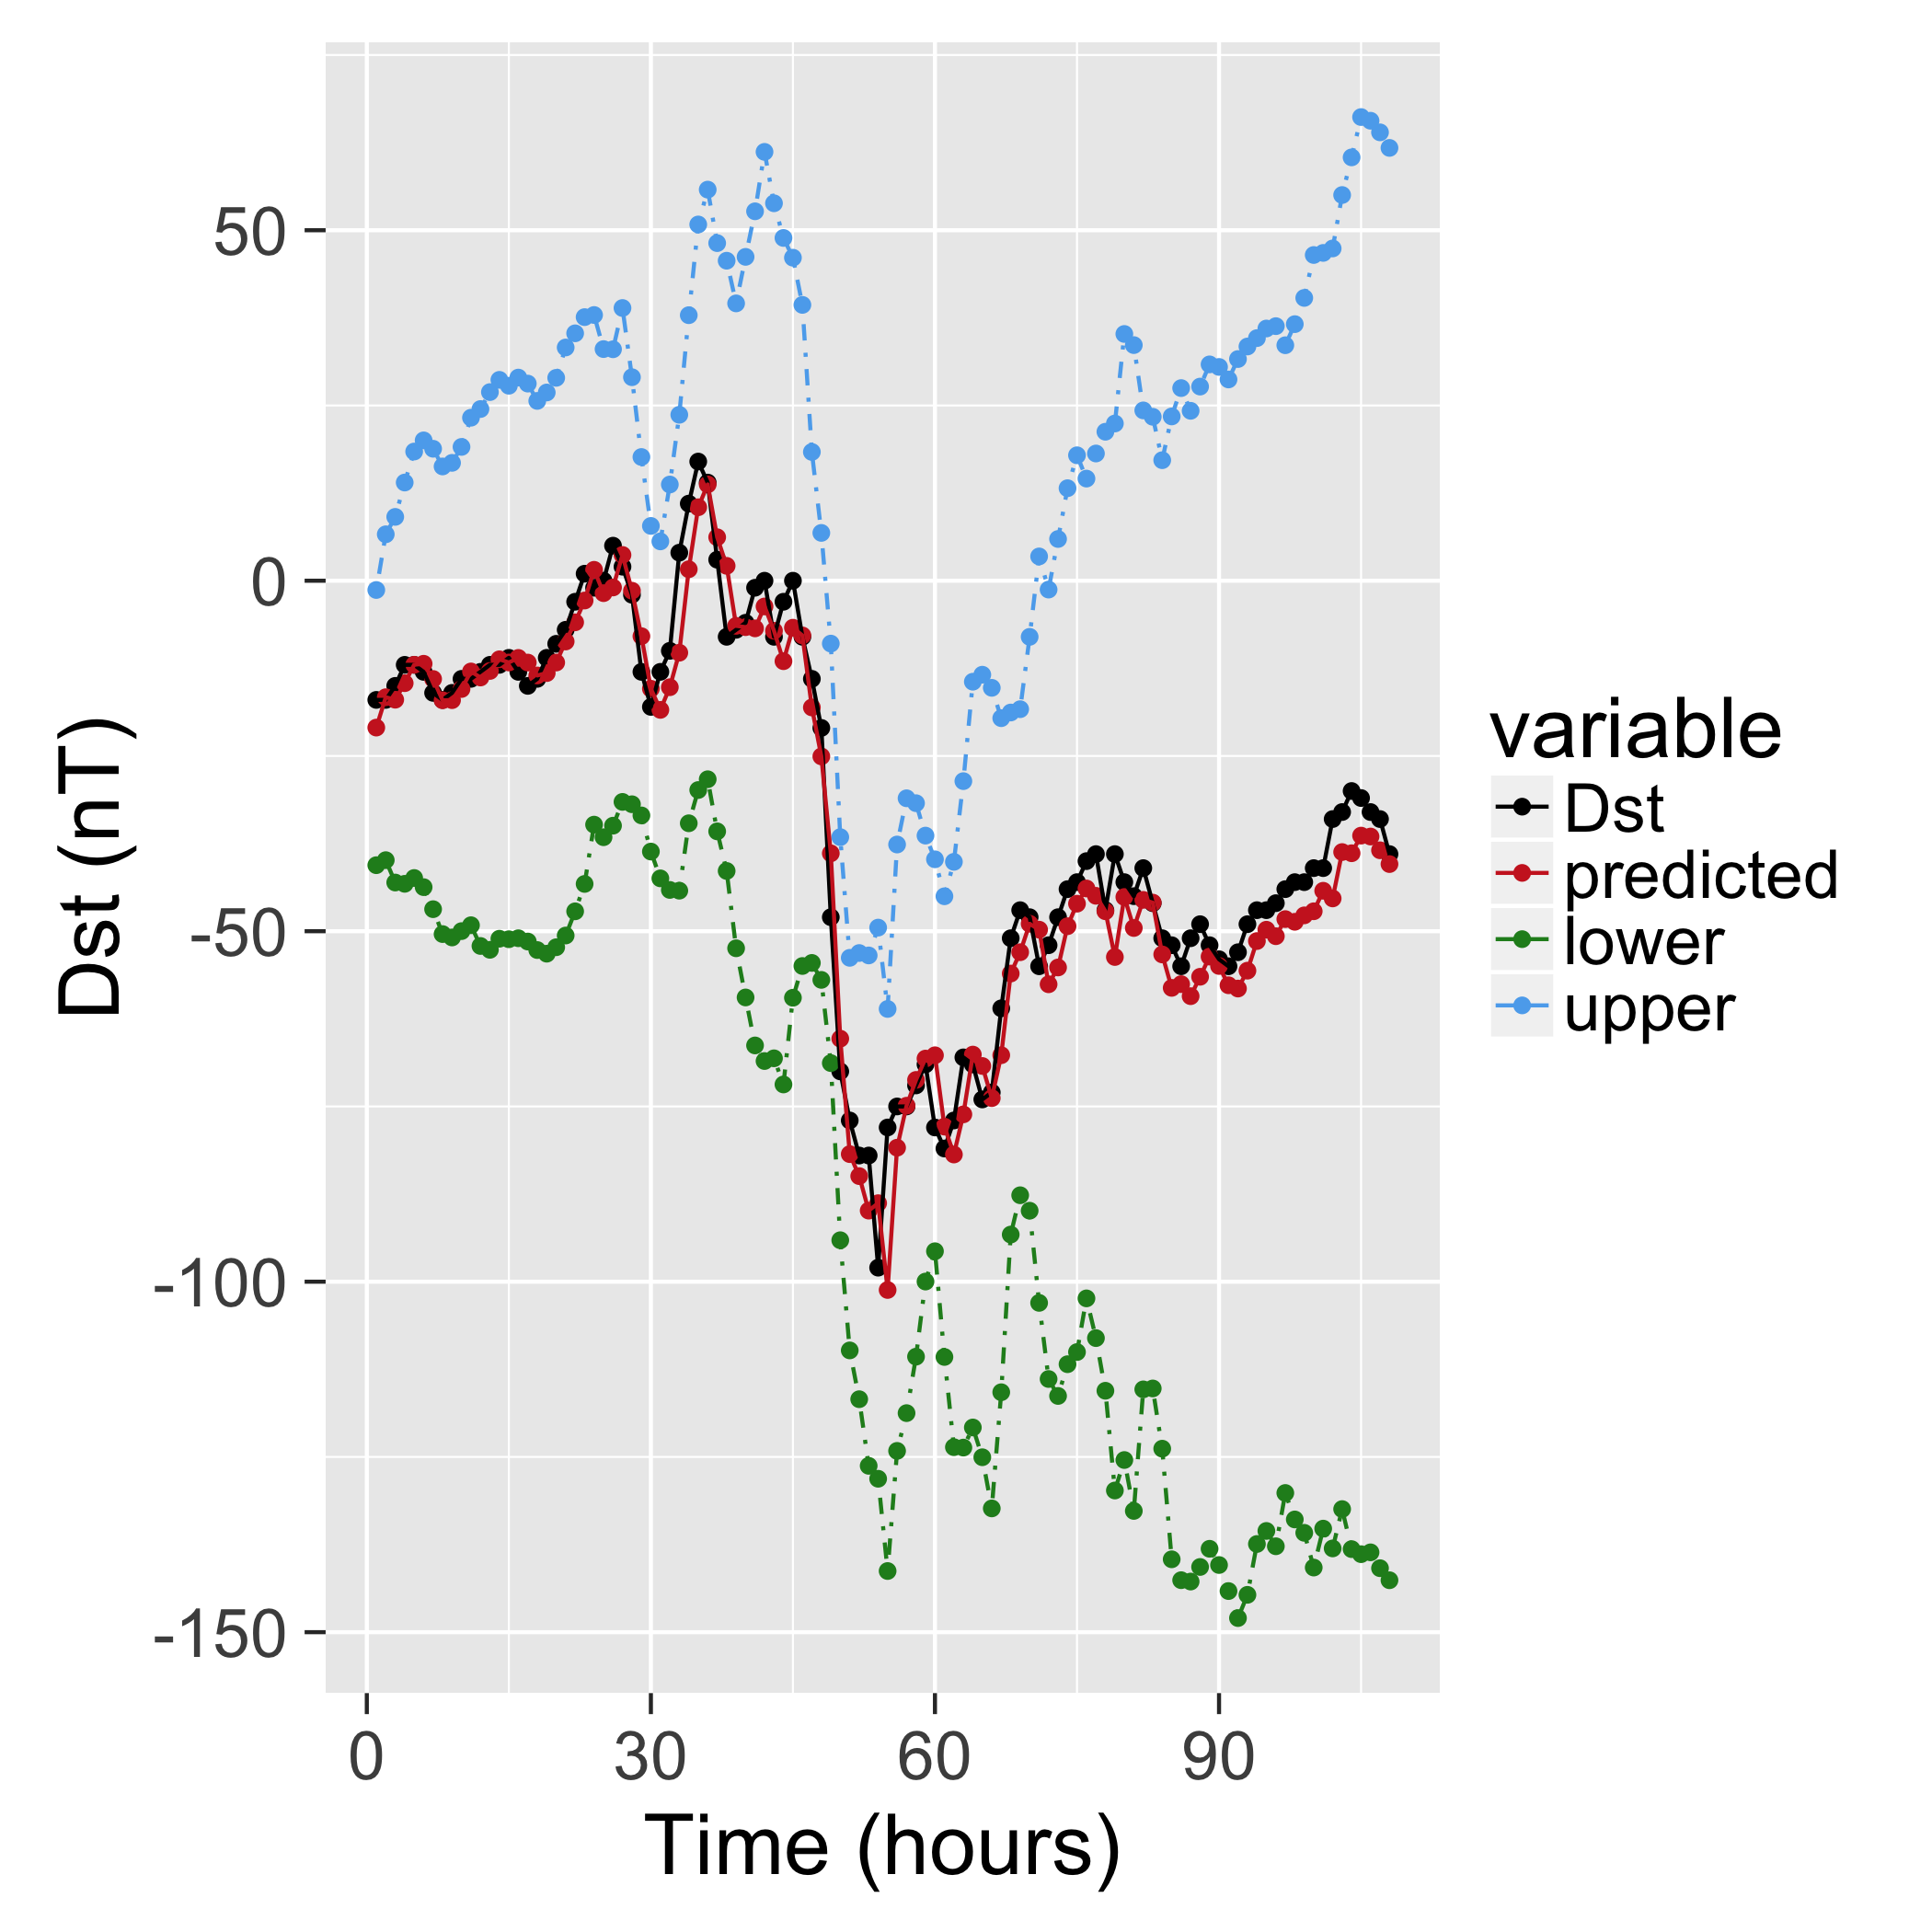 50
0
-50
-100
-150
Dst (nT)
0 30 60 90
Time (hours)
variable
Dst
predicted
lower
upper